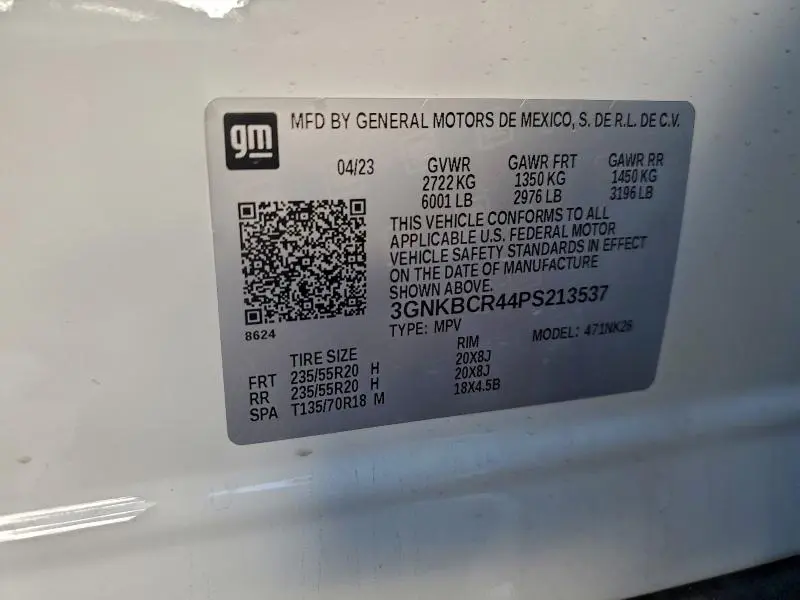 gm
MFD BY GENERAL MOTORS DE MEXICO, S. DE R.L. DE C.V.
04/23 GVWR GAWR FRT GAWR RR
2722 KG 1350 KG 1450 KG
6001 LB 2976 LB 3196 LB
THIS VEHICLE CONFORMS TO ALL
APPLICABLE U.S. FEDERAL MOTOR
VEHICLE SAFETY STANDARDS IN EFFECT
ON THE DATE OF MANUFACTURE
SHOWN ABOVE.
3GNKBCR44PS213537
8624
TYPE: MPV MODEL: 471NK26
TIRE SIZE RIM
FRT 235/55R20 H 20X8J
RR 235/55R20 H 20X8J
SPA T135/70R18 M 18X4.5B